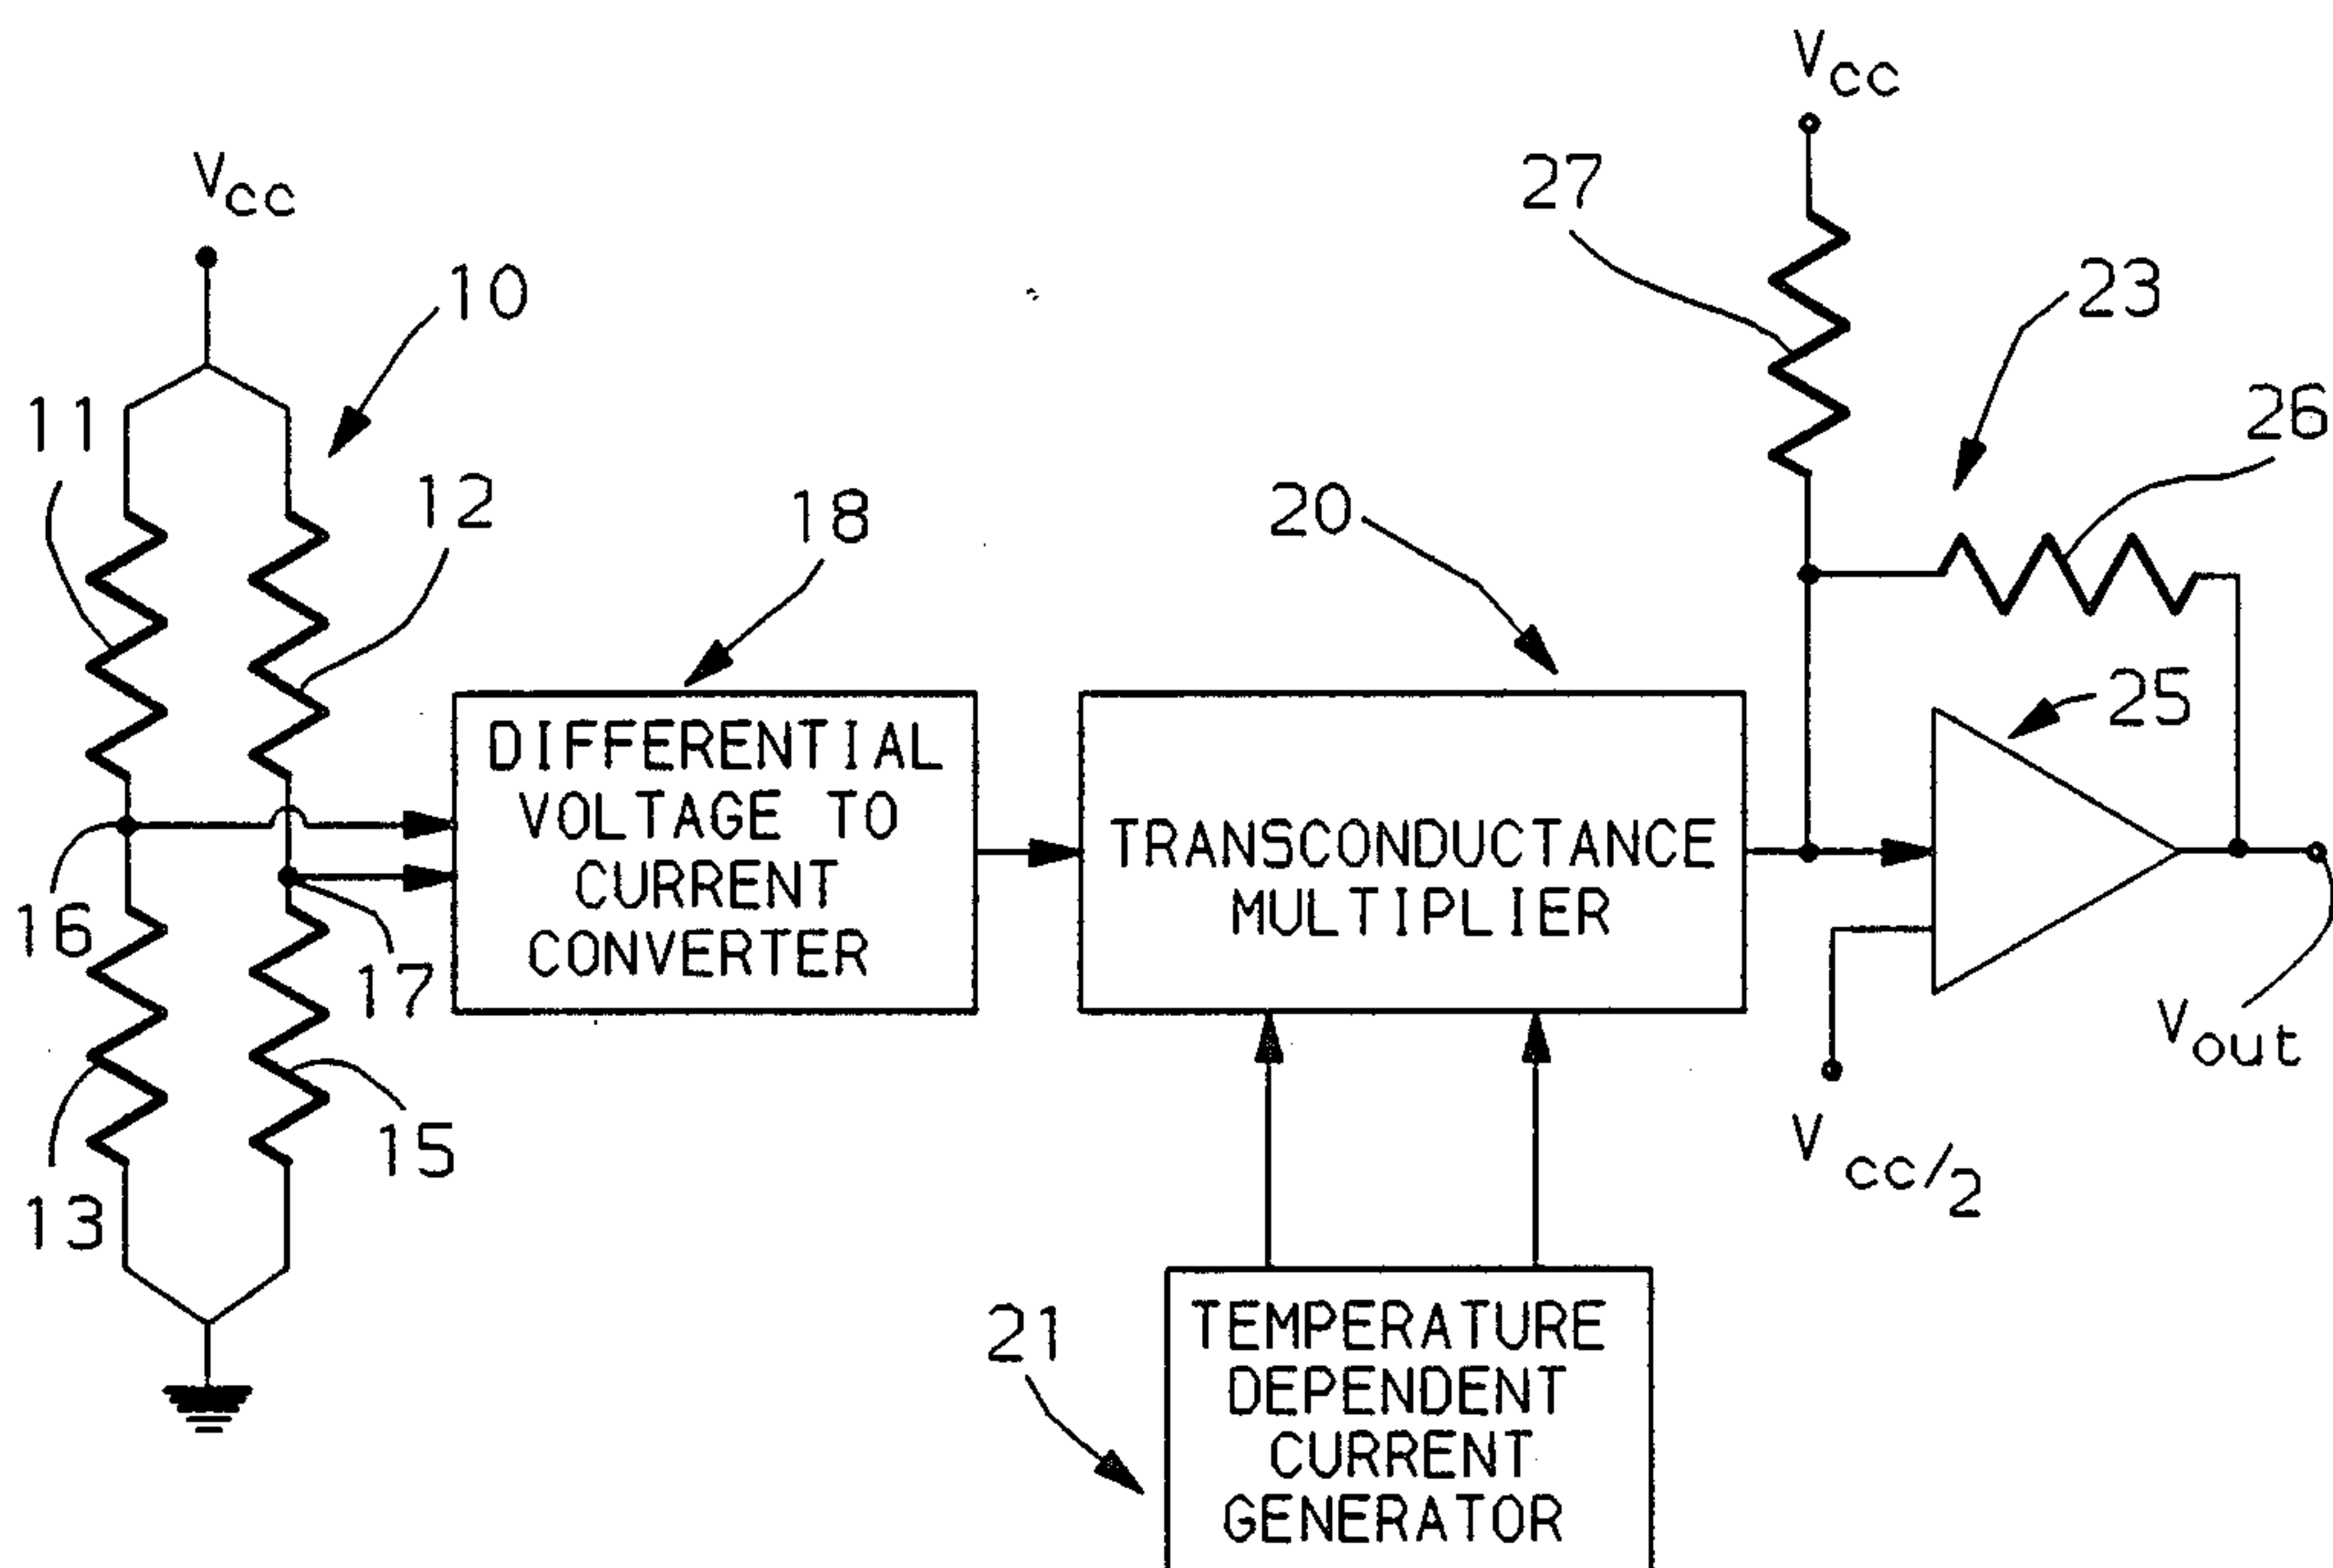 Vcc
27
Vcc
23
10
26
11
12
18
20
25
DIFFERENTIAL
VOLTAGE TO
CURRENT
CONVERTER
TRANSCONDUCTANCE
MULTIPLIER
16
17
Vout
13
15
Vcc/2
21
TEMPERATURE
DEPENDENT
CURRENT
GENERATOR